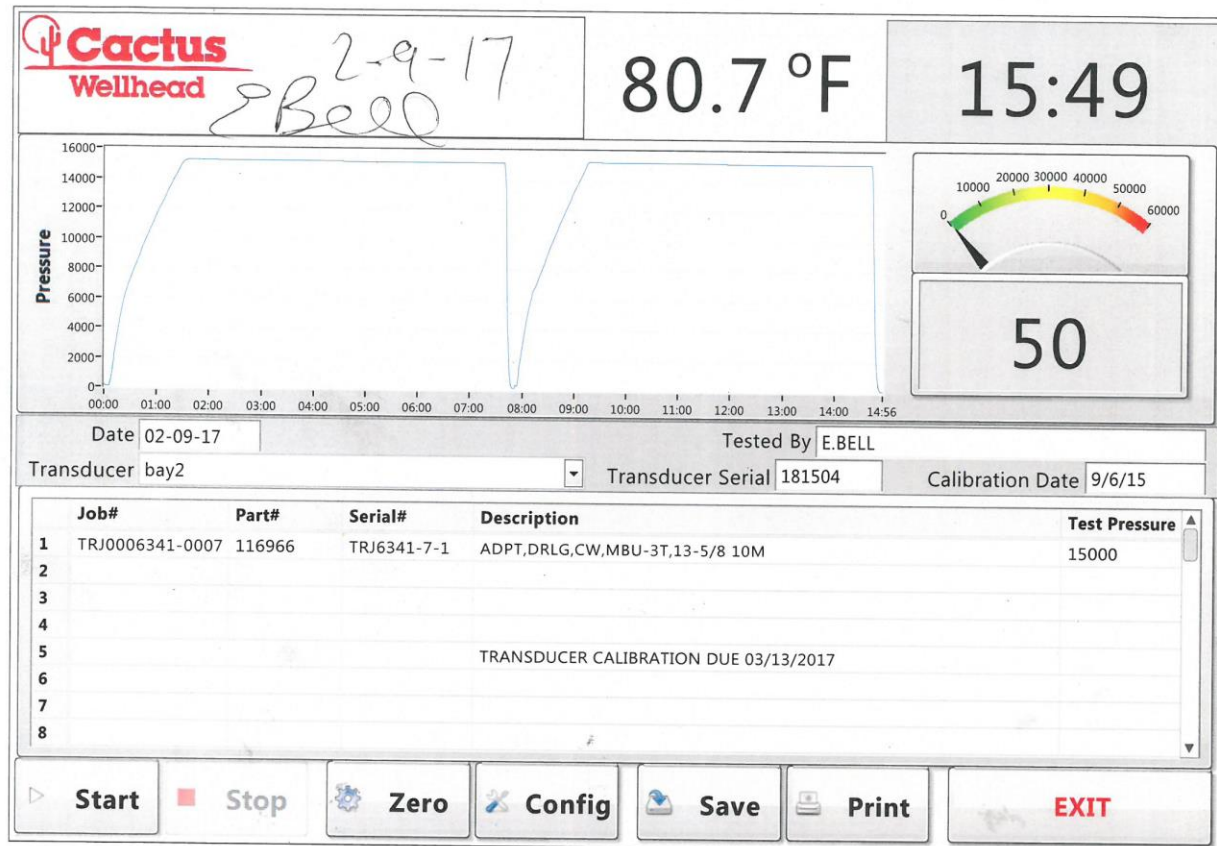 Cactus
Wellhead
2-9-17
EBell
80.7 °F
15:49
Pressure
16000
14000
12000
10000
8000
6000
4000
2000
0
00:00 01:00 02:00 03:00 04:00 05:00 06:00 07:00 08:00 09:00 10:00 11:00 12:00 13:00 14:00 14:56
0 10000 20000 30000 40000 50000 60000
50
Date 02-09-17 Tested By E.BELL
Transducer bay2 Transducer Serial 181504 Calibration Date 9/6/15
Job# Part# Serial# Description Test Pressure
1 TRJ0006341-0007 116966 TRJ6341-7-1 ADPT,DRLG,CW,MBU-3T,13-5/8 10M 15000
2
3
4
5 TRANSDUCER CALIBRATION DUE 03/13/2017
6
7
8
Start Stop Zero Config Save Print EXIT